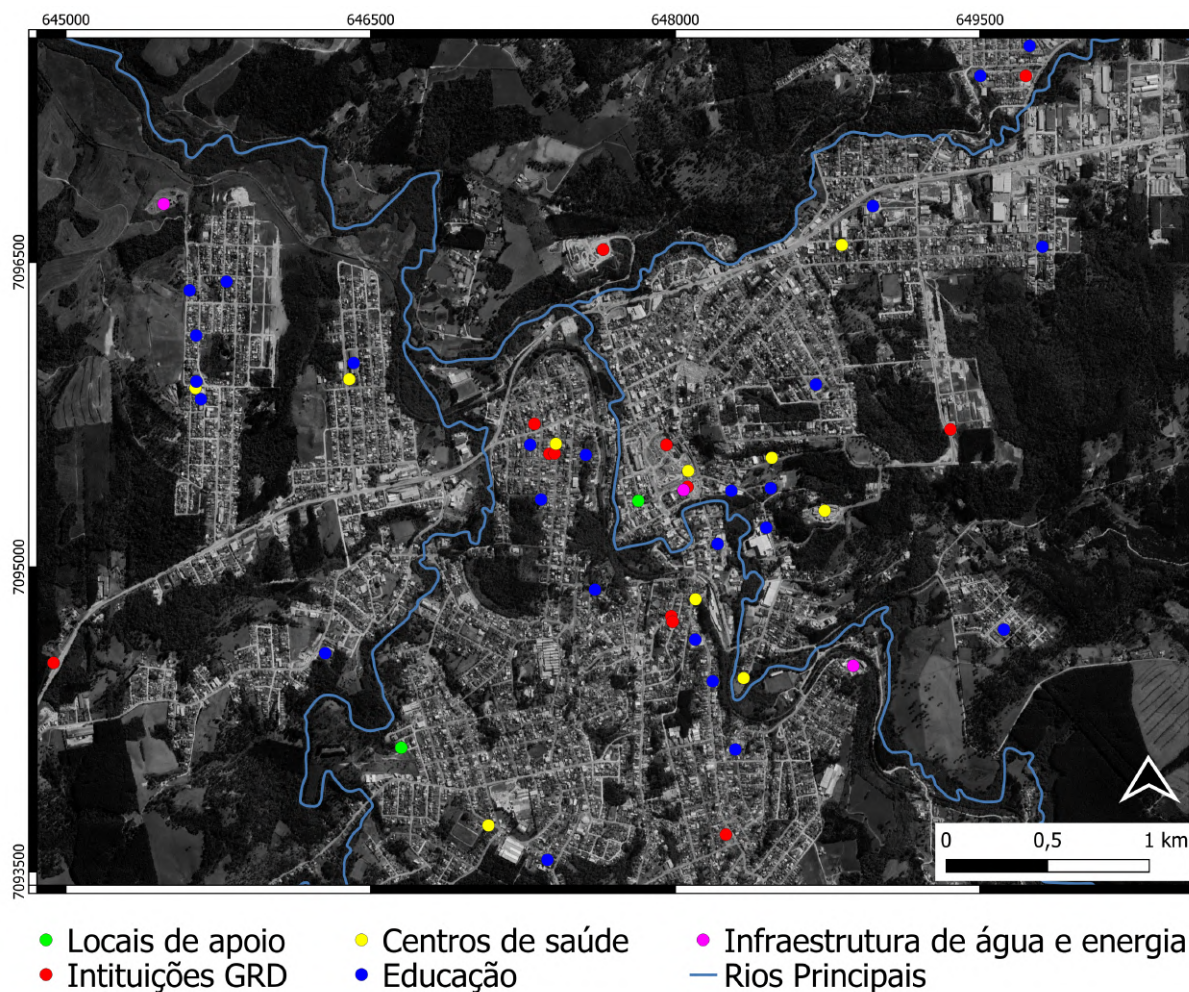 645000 646500 648000 649500
7096500
7095000
7093500
0 0,5 1 km
Locais de apoio Centros de saúde Infraestrutura de água e energia
Intituições GRD Educação Rios Principais